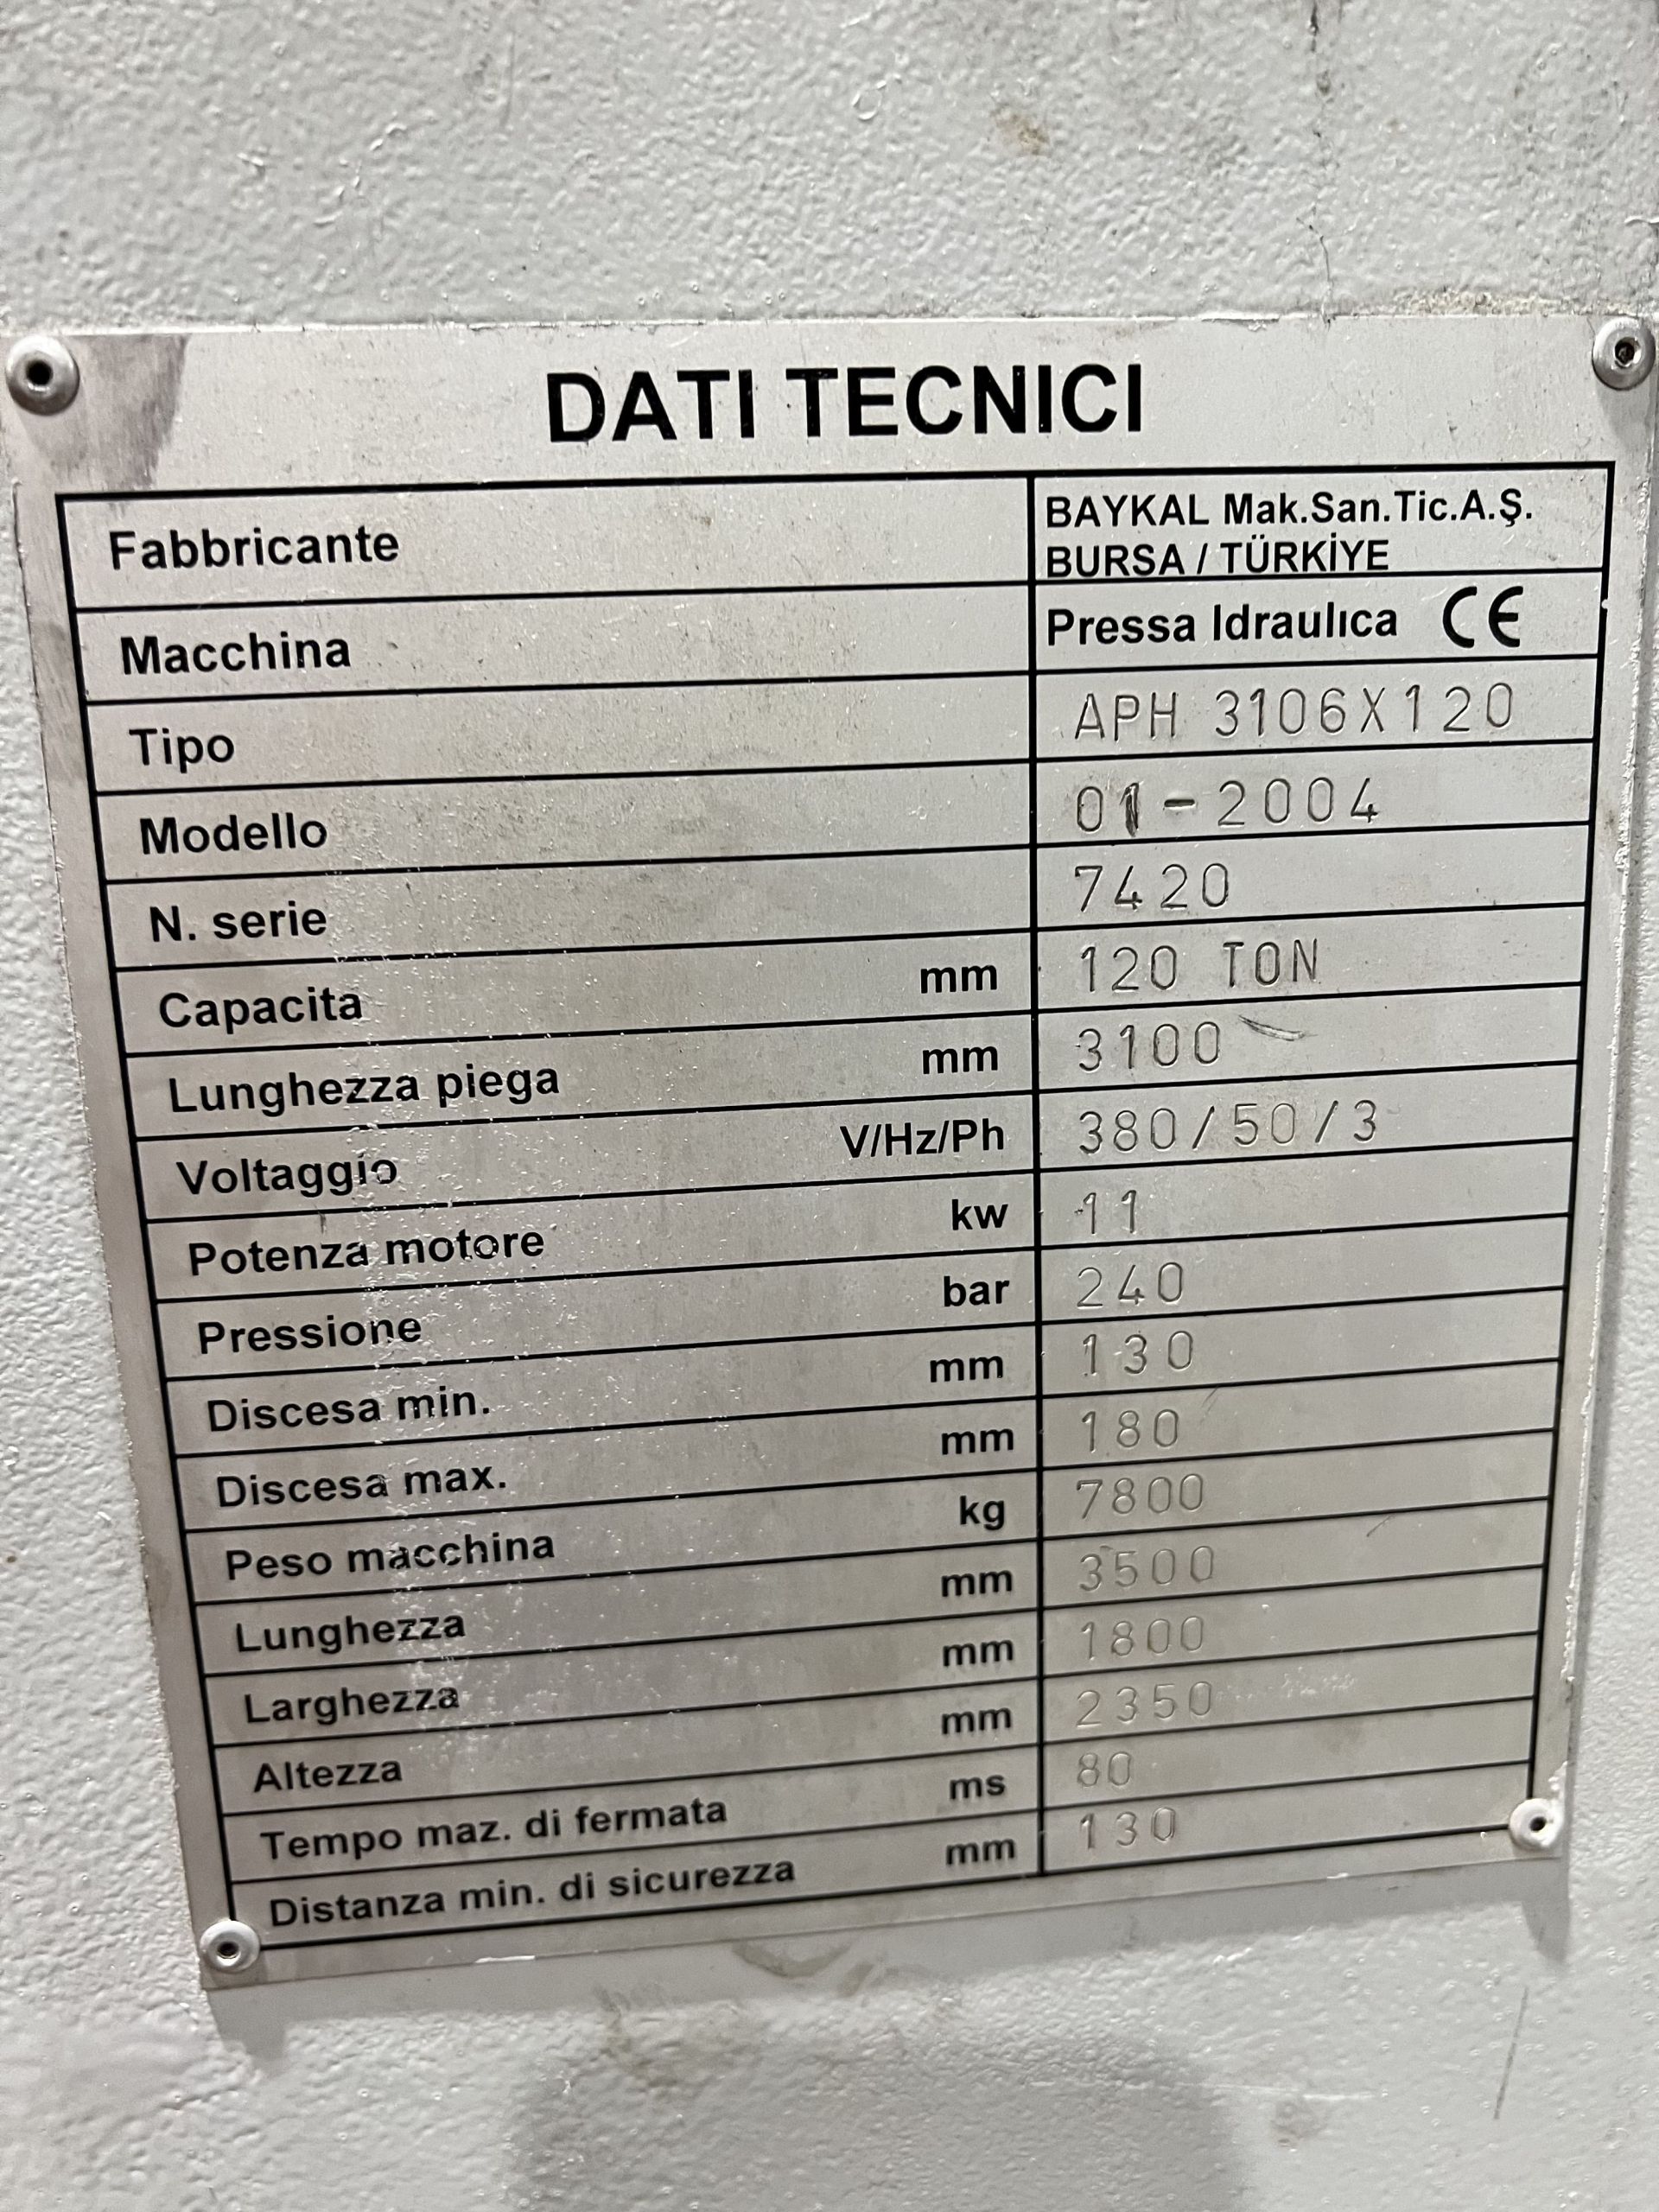 DATI TECNICI
Fabbricante BAYKAL Mak.San.Tic.A.Ş.
BURSA / TÜRKİYE
Macchina Pressa Idraulıca CE
Tipo APH 3106X120
Modello 01-2004
N. serie 7420
Capacita mm 120 TON
Lunghezza piega mm 3100
Voltaggio V/Hz/Ph 380/50/3
Potenza motore kw 11
Pressione bar 240
Discesa min. mm 130
Discesa max. mm 180
Peso macchina kg 7800
Lunghezza mm 3500
Larghezza mm 1800
Altezza mm 2350
Tempo maz. di fermata ms 80
Distanza min. di sicurezza mm 130